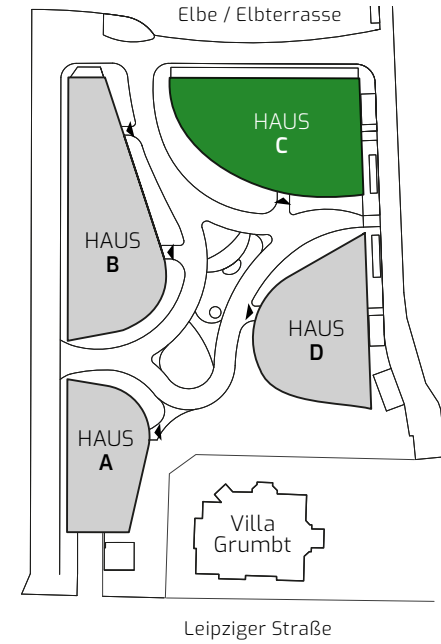 Elbe / Elbterrasse
HAUS
C
HAUS
B
HAUS
D
HAUS
A
Villa
Grumbt
Leipziger Straße